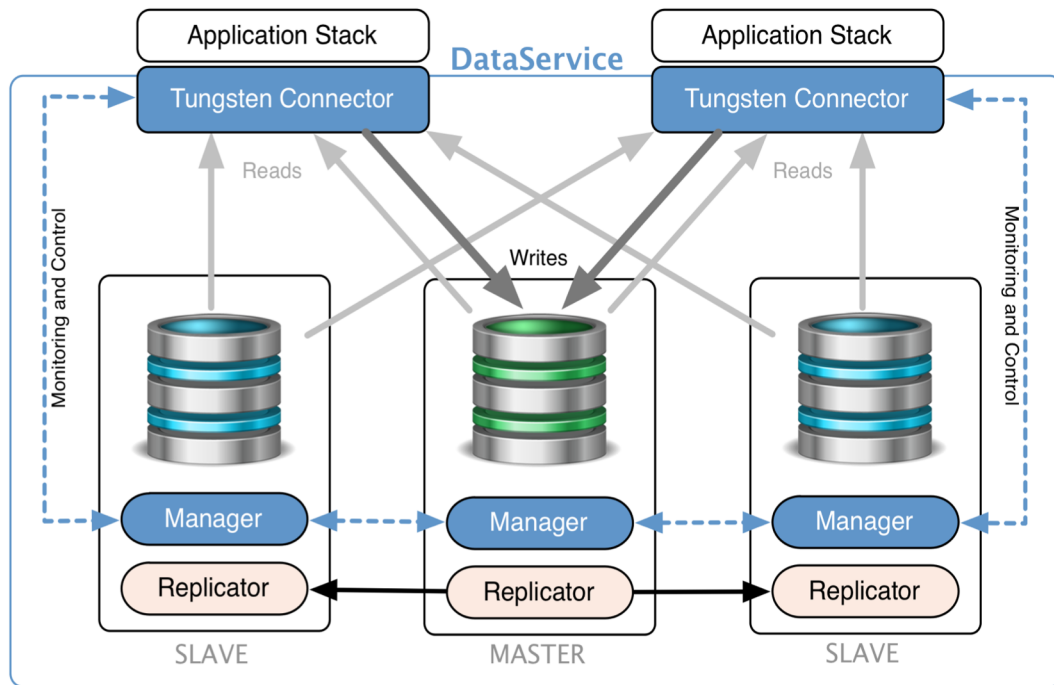 Application Stack
Application Stack
DataService
Tungsten Connector
Tungsten Connector
Reads
Reads
Writes
Monitoring and Control
Monitoring and Control
Manager
Manager
Manager
Replicator
Replicator
Replicator
SLAVE
MASTER
SLAVE